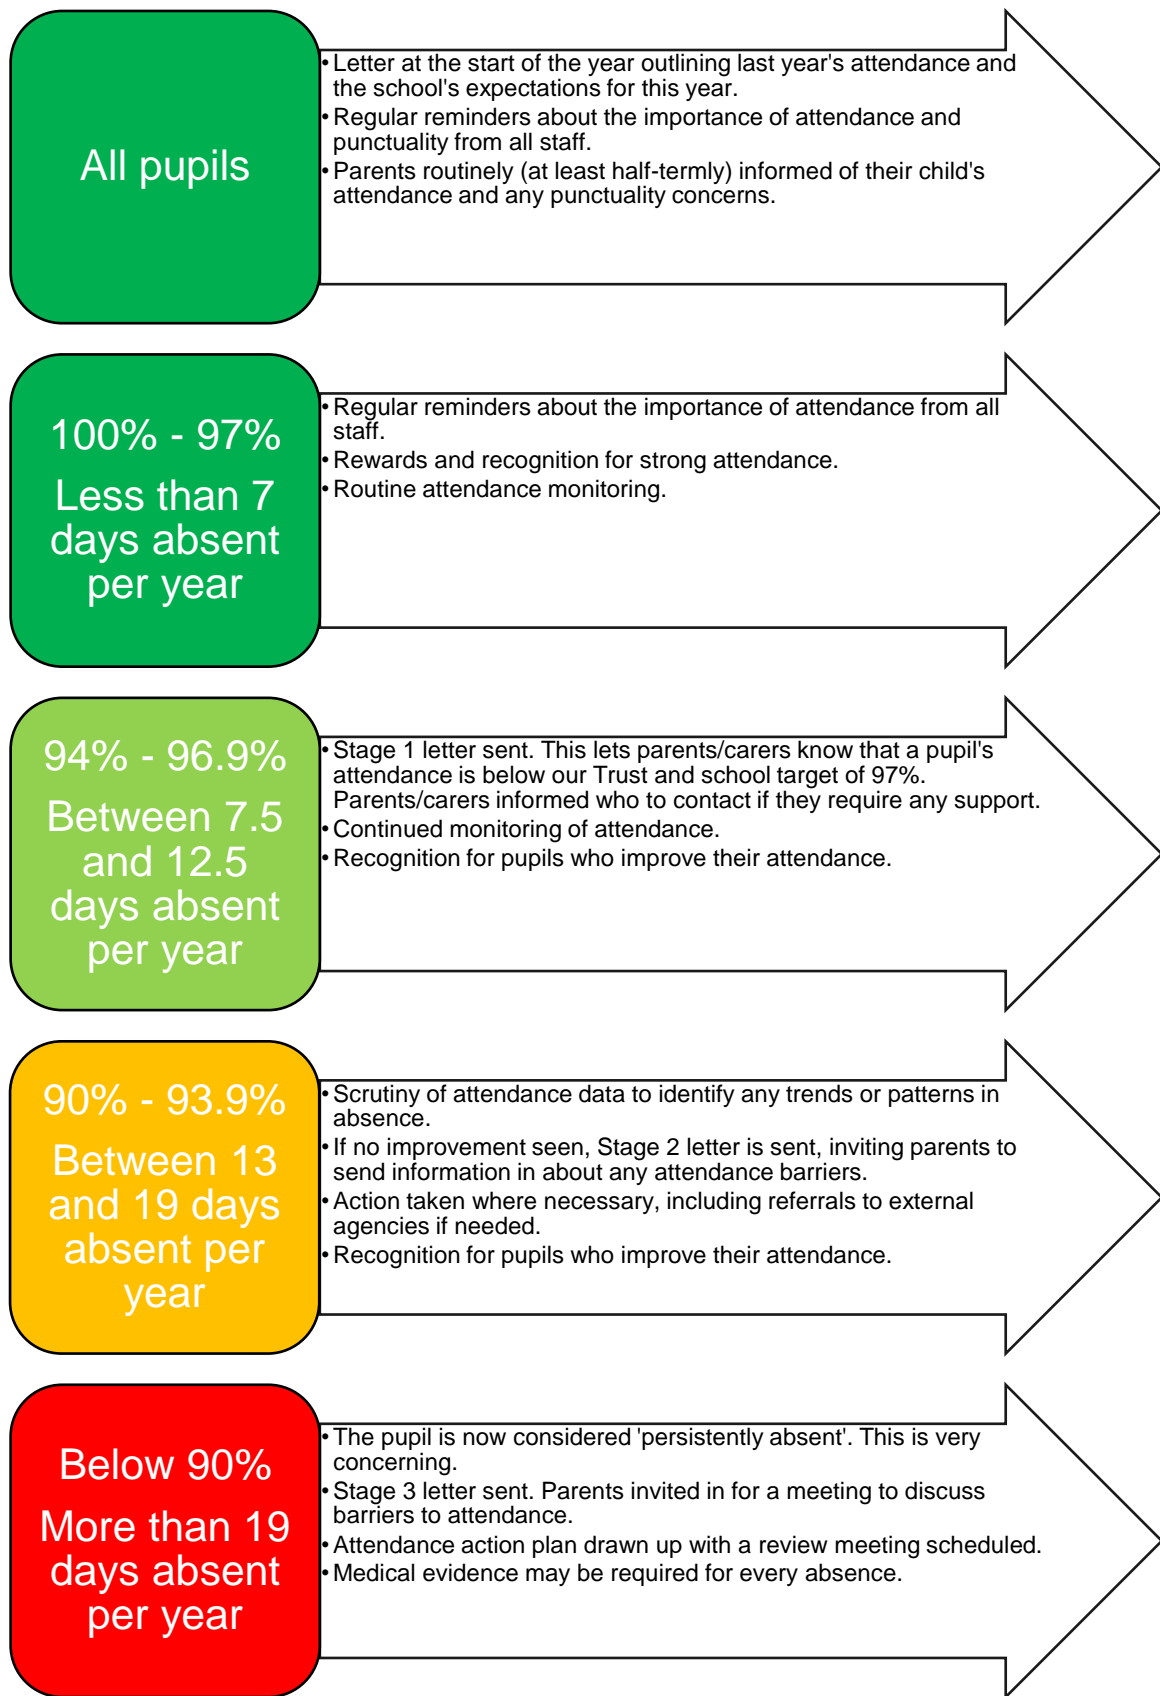 All pupils
•Letter at the start of the year outlining last year's attendance and
the school's expectations for this year.
•Regular reminders about the importance of attendance and
punctuality from all staff.
•Parents routinely (at least half-termly) informed of their child's
attendance and any punctuality concerns.
100% - 97%
Less than 7
days absent
per year
•Regular reminders about the importance of attendance from all
staff.
•Rewards and recognition for strong attendance.
•Routine attendance monitoring.
94% - 96.9%
Between 7.5
and 12.5
days absent
per year
•Stage 1 letter sent. This lets parents/carers know that a pupil's
attendance is below our Trust and school target of 97%.
Parents/carers informed who to contact if they require any support.
•Continued monitoring of attendance.
•Recognition for pupils who improve their attendance.
90% - 93.9%
Between 13
and 19 days
absent per
year
•Scrutiny of attendance data to identify any trends or patterns in
absence.
•If no improvement seen, Stage 2 letter is sent, inviting parents to
send information in about any attendance barriers.
•Action taken where necessary, including referrals to external
agencies if needed.
•Recognition for pupils who improve their attendance.
Below 90%
More than 19
days absent
per year
•The pupil is now considered 'persistently absent'. This is very
concerning.
•Stage 3 letter sent. Parents invited in for a meeting to discuss
barriers to attendance.
•Attendance action plan drawn up with a review meeting scheduled.
•Medical evidence may be required for every absence.